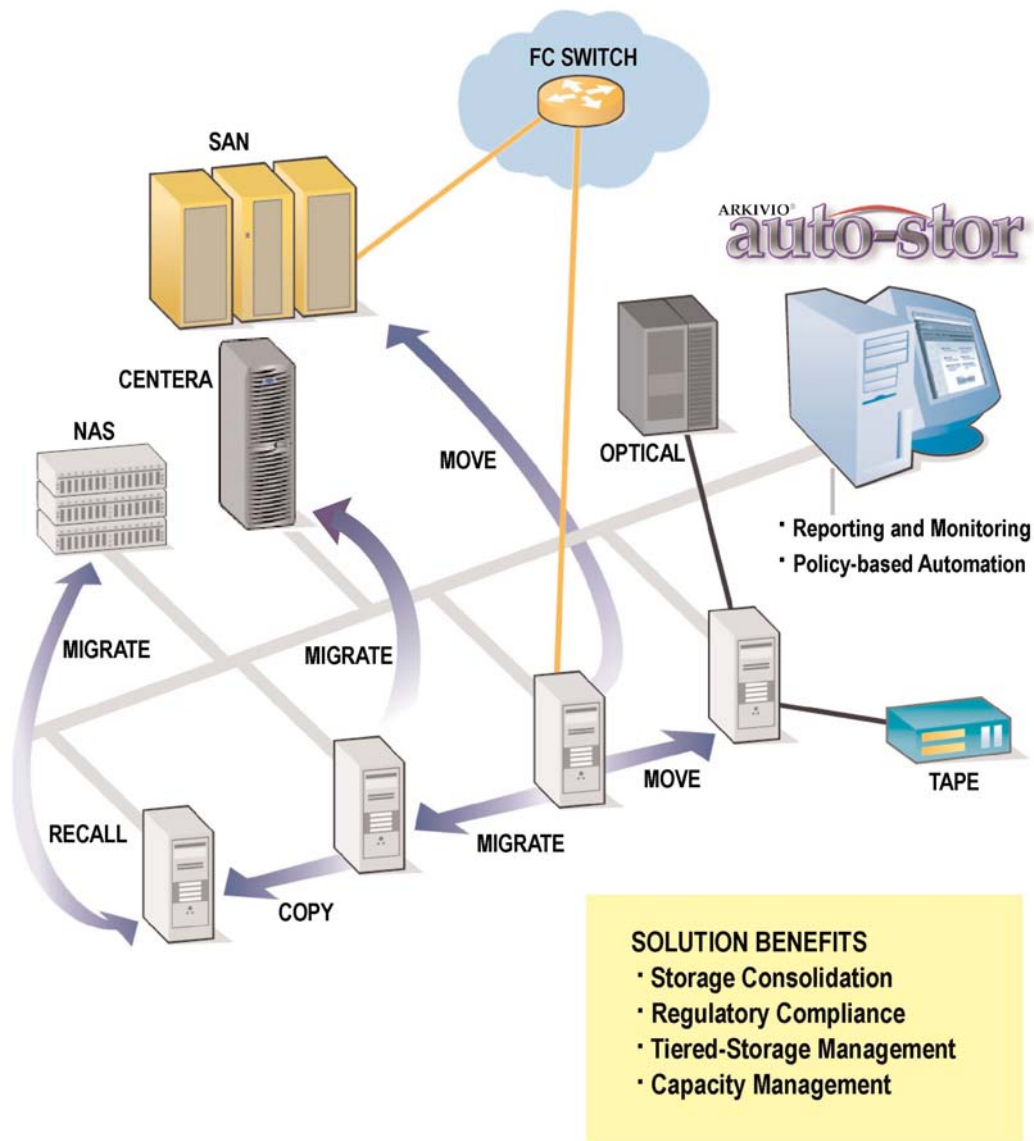 FC SWITCH
SAN
ARKIVIO®
auto-stor
CENTERA
NAS
MOVE
OPTICAL
· Reporting and Monitoring
· Policy-based Automation
MIGRATE
MIGRATE
MOVE
TAPE
RECALL
MIGRATE
COPY
SOLUTION BENEFITS
· Storage Consolidation
· Regulatory Compliance
· Tiered-Storage Management
· Capacity Management